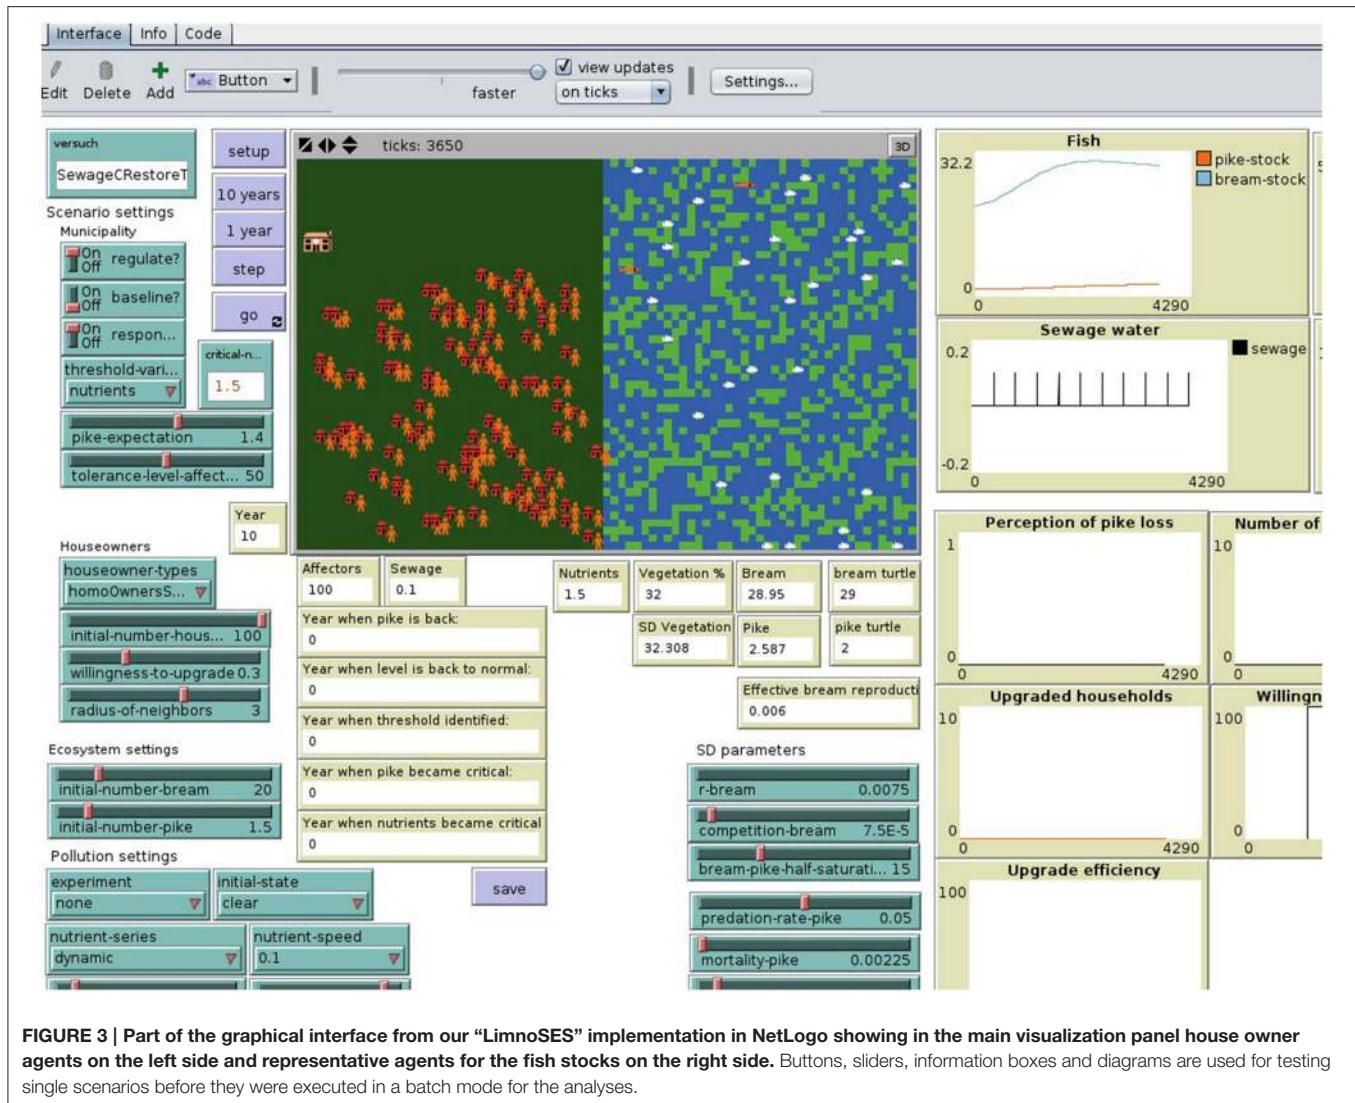 Interface Info Code
Edit Delete Add abc Button faster view updates on ticks Settings...
versuch
SewageCRestoreT
setup
10 years
1 year
step
go
ticks: 3650
3D
Scenario settings
Municipality
On Off regulate?
On Off baseline?
On Off respon...
threshold-vari...
nutrients
critical-n...
1.5
pike-expectation 1.4
tolerance-level-affect... 50
Year
10
Houseowners
houseowner-types
homoOwnersS...
initial-number-hous... 100
willingness-to-upgrade 0.3
radius-of-neighbors 3
Ecosystem settings
initial-number-bream 20
initial-number-pike 1.5
Pollution settings
experiment
none
initial-state
clear
nutrient-series
dynamic
nutrient-speed
0.1
Affectors
100
Sewage
0.1
Year when pike is back:
0
Year when level is back to normal:
0
Year when threshold identified:
0
Year when pike became critical:
0
Year when nutrients became critical
0
save
Nutrients
1.5
Vegetation %
32
Bream
28.95
bream turtle
29
SD Vegetation
32.308
Pike
2.587
pike turtle
2
Effective bream reproducti
0.006
SD parameters
r-bream 0.0075
competition-bream 7.5E-5
bream-pike-half-saturati... 15
predation-rate-pike 0.05
mortality-pike 0.00225
Fish
32.2
0
0 4290
pike-stock
bream-stock
Sewage water
0.2
-0.2
0 4290
sewage
Perception of pike loss
1
0
0 4290
Number of
10
0
0
Upgraded households
10
0
0 4290
Willingn
100
0
0
Upgrade efficiency
100
FIGURE 3 | Part of the graphical interface from our “LimnoSES” implementation in NetLogo showing in the main visualization panel house owner
agents on the left side and representative agents for the fish stocks on the right side. Buttons, sliders, information boxes and diagrams are used for testing
single scenarios before they were executed in a batch mode for the analyses.